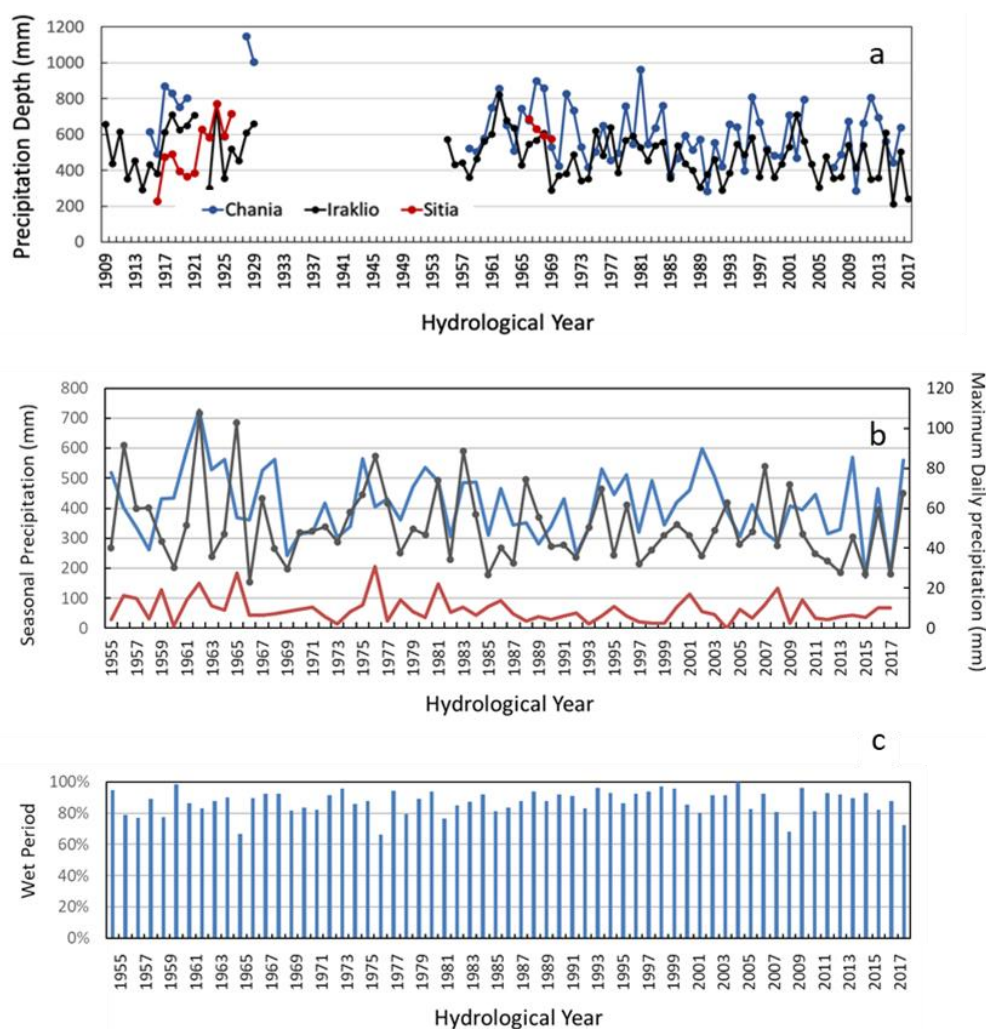 a
Precipitation Depth (mm)
1200
1000
800
600
400
200
0
Chania Iraklio Sitia
1909 1913 1917 1921 1925 1929 1933 1937 1941 1945 1949 1953 1957 1961 1965 1969 1973 1977 1981 1985 1989 1993 1997 2001 2005 2009 2013 2017
Hydrological Year
b
Seasonal Precipitation (mm)
800
700
600
500
400
300
200
100
0
120
100
80
60
40
20
0
Maximum Daily precipitation (mm)
1955 1957 1959 1961 1963 1965 1967 1969 1971 1973 1975 1977 1979 1981 1983 1985 1987 1989 1991 1993 1995 1997 1999 2001 2003 2005 2007 2009 2011 2013 2015 2017
Hydrological Year
c
Wet Period
100%
80%
60%
40%
20%
0%
1955 1957 1959 1961 1963 1965 1967 1969 1971 1973 1975 1977 1979 1981 1983 1985 1987 1989 1991 1993 1995 1997 1999 2001 2003 2005 2007 2009 2011 2013 2015 2017
Hydrological Year